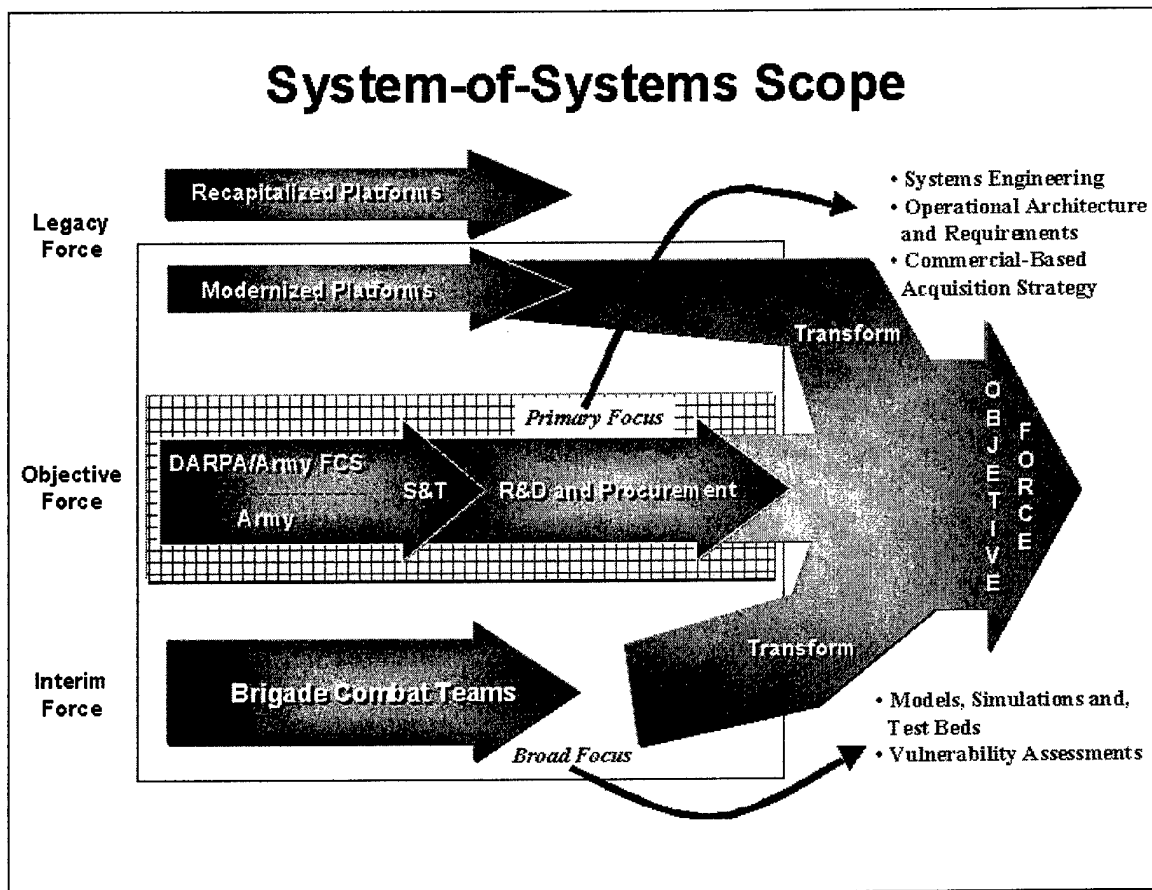 System-of-Systems Scope
Legacy
Force
Recapitalized Platforms
Modernized Platforms
• Systems Engineering
• Operational Architecture
and Requirements
• Commercial-Based
Acquisition Strategy
Transform
Objective
Force
Primary Focus
DARPA/Army FCS
Army
S&T
R&D and Procurement
OBJETIVE
FORCE
Interim
Force
Brigade Combat Teams
Broad Focus
Transform
• Models, Simulations and,
Test Beds
• Vulnerability Assessments